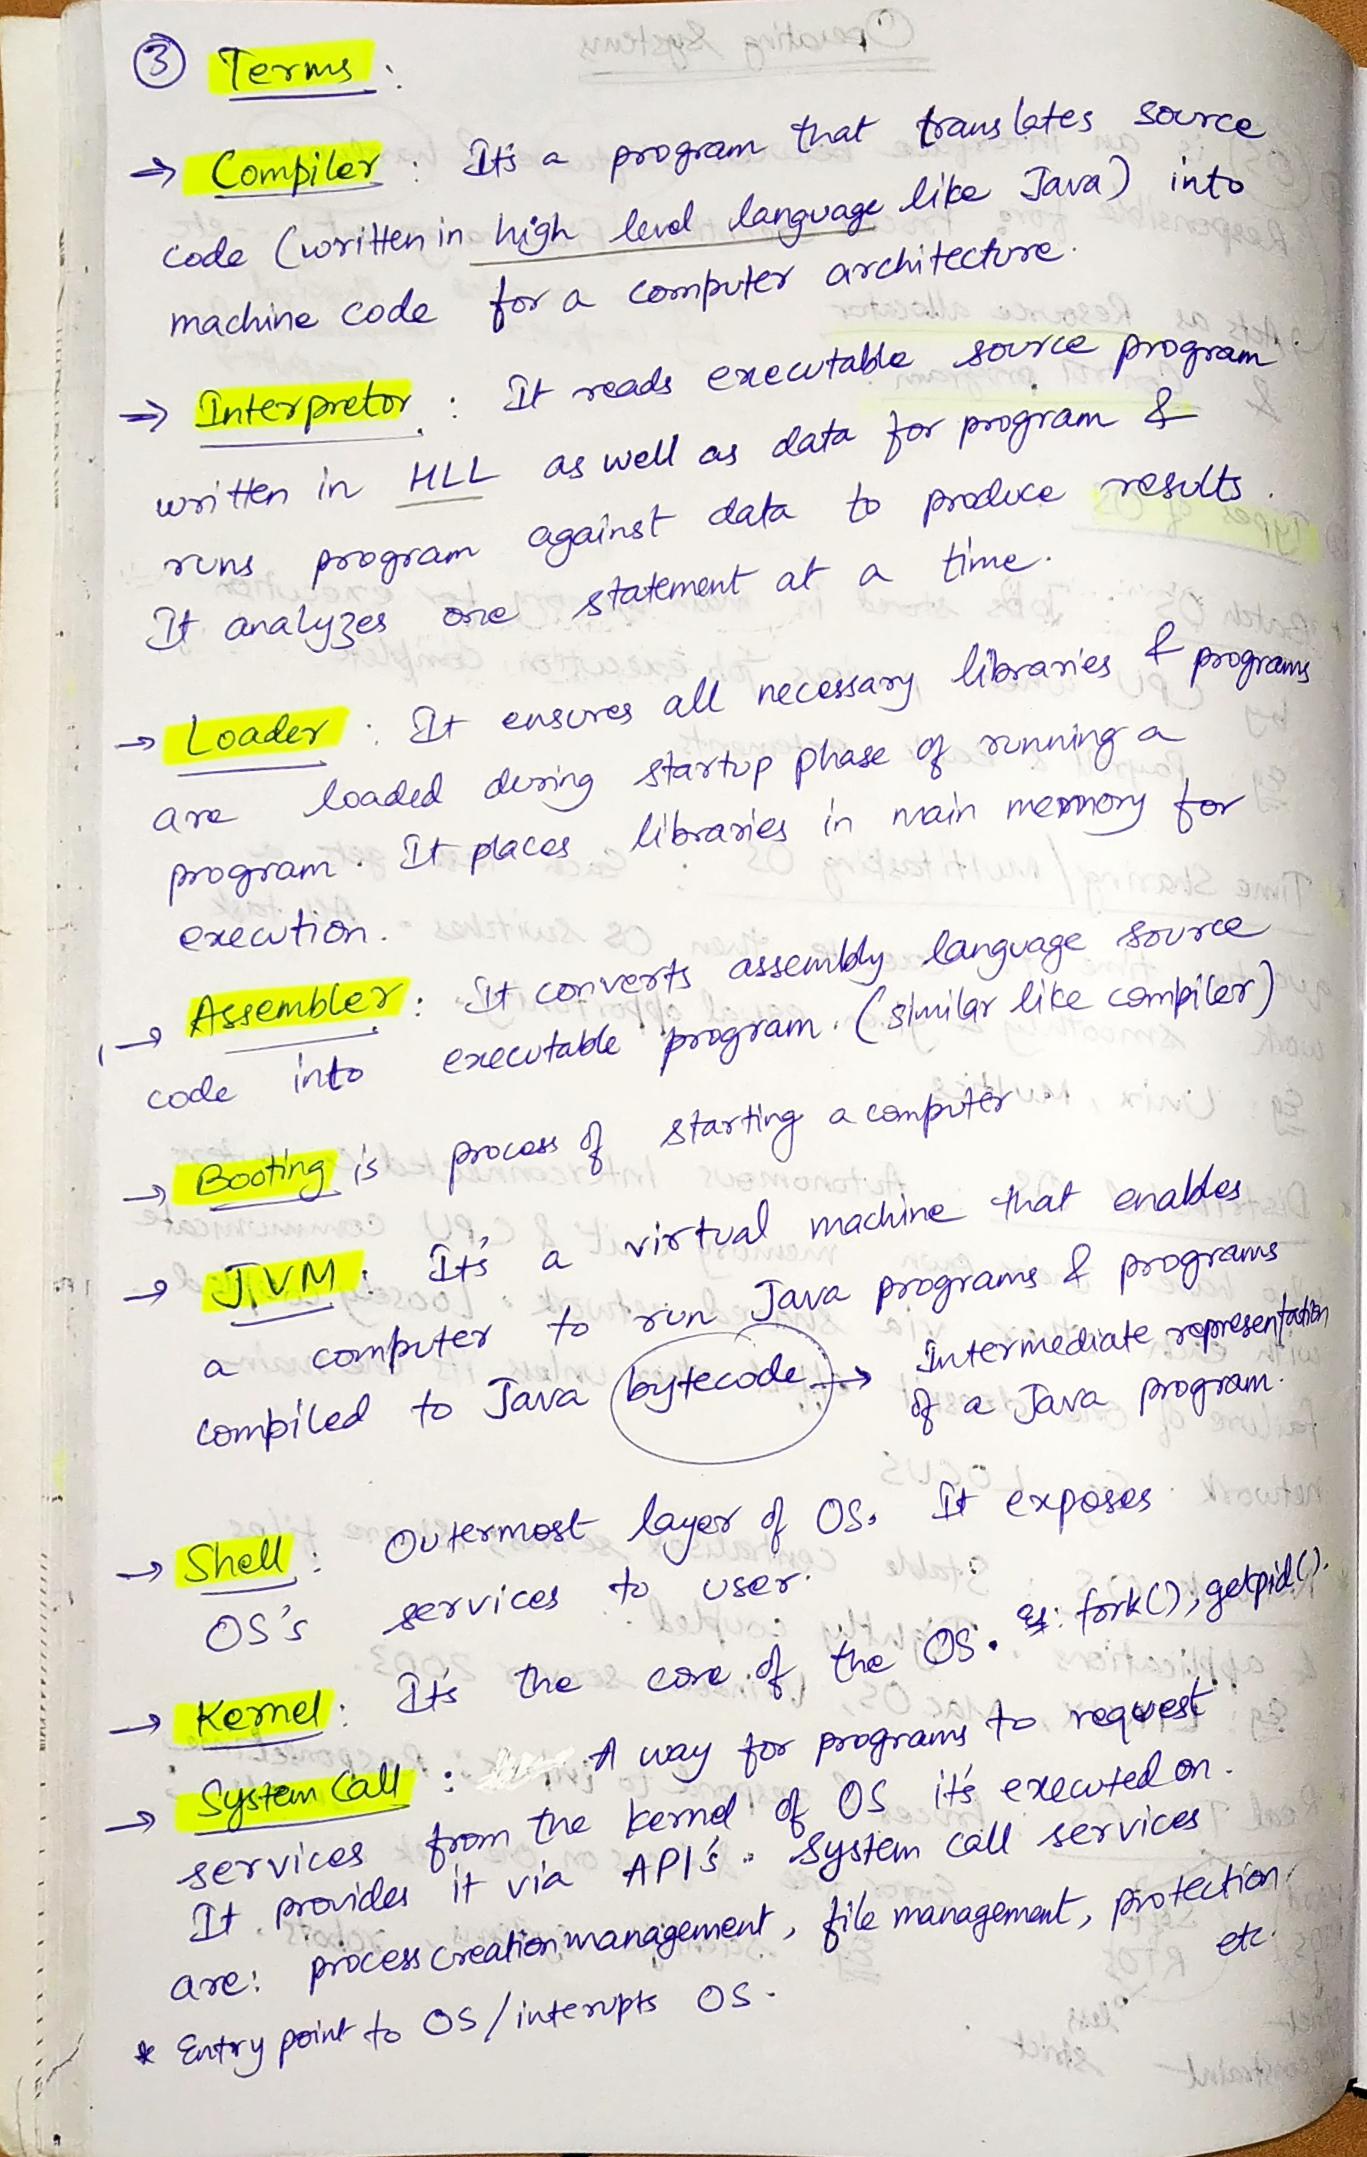 ③ Terms :
→ Compiler : It's a program that translates source
code (written in high level language like Java) into
machine code for a computer architecture.
→ Interpretor : It reads executable source program
written in HLL as well as data for program &
runs program against data to produce results.
It analyzes one statement at a time.
→ Loader : It ensures all necessary libraries & programs
are loaded during startup phase of running a
program. It places libraries in main memory for
execution.
→ Assembler : It converts assembly language source
code into executable program. (similar like compiler)
→ Booting is process of starting a computer
→ JVM : It's a virtual machine that enables
a computer to run Java programs & programs
compiled to Java bytecode → Intermediate representation
of a Java program.
→ Shell : Outermost layer of OS. It exposes
OS's services to user.
→ Kernel : It's the core of the OS. eg: fork(), getpid().
→ System Call : A way for programs to request
services from the kernel of OS it's executed on.
It provides it via API's. System call services
are: process creation management, file management, protection
etc.
* Entry point to OS / interupts OS.